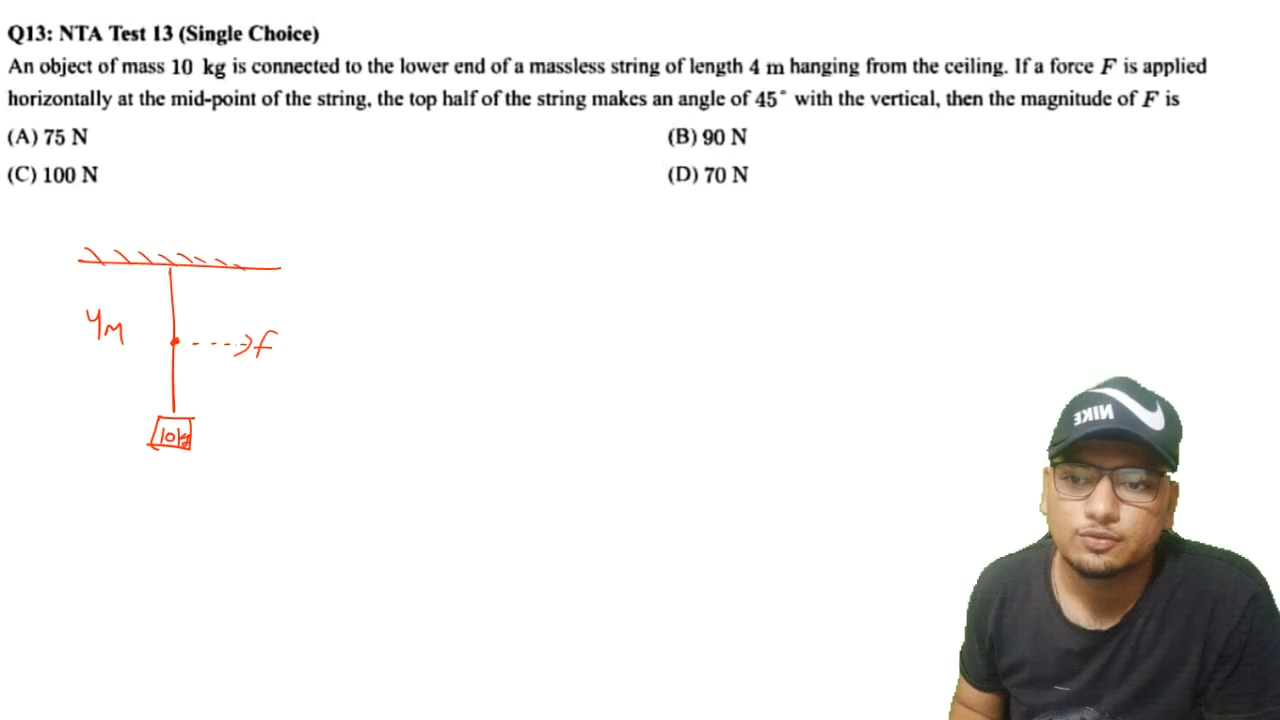 Q13: NTA Test 13 (Single Choice)
An object of mass 10 kg is connected to the lower end of a massless string of length 4 m hanging from the ceiling. If a force F is applied
horizontally at the mid-point of the string, the top half of the string makes an angle of 45° with the vertical, then the magnitude of F is
(A) 75 N
(B) 90 N
(C) 100 N
(D) 70 N
4M
f
10kg
NIKE